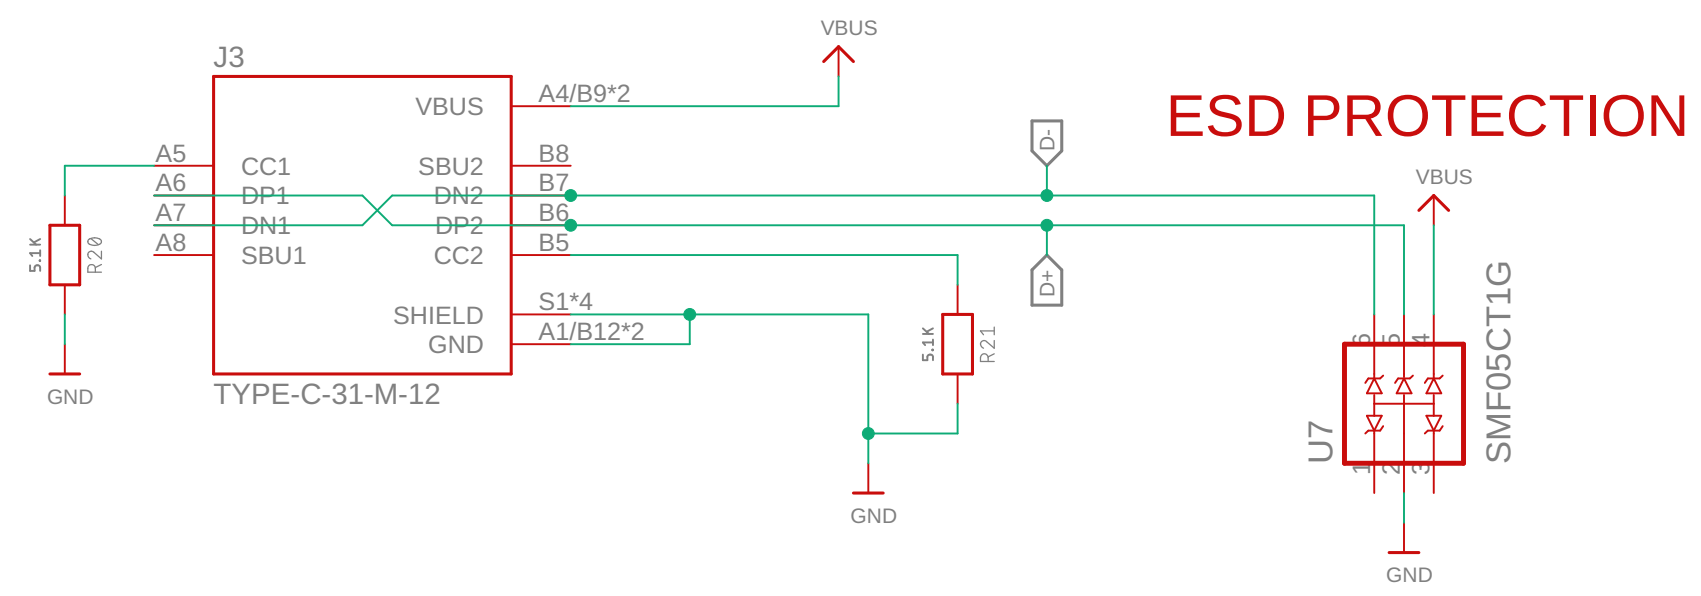 VBUS
J3
ESD PROTECTION
VBUS
A4/B9*2
D-
A5
CC1
SBU2
B8
VBUS
A6
DP1
DN2
B7
A7
DN1
DP2
B6
A8
SBU1
CC2
B5
D+
5.1K
R20
SHIELD
S1*4
GND
A1/B12*2
5.1K
R21
6
5
4
SMF05CT1G
GND
TYPE-C-31-M-12
U7
1
2
3
GND
GND